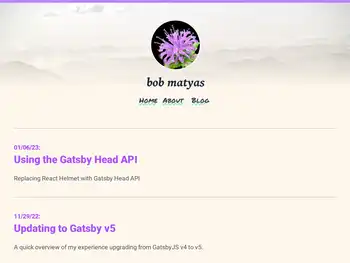 bob matyas
Home About Blog
01/06/23:
Using the Gatsby Head API
Replacing React Helmet with Gatsby Head API
11/29/22:
Updating to Gatsby v5
A quick overview of my experience upgrading from GatsbyJS v4 to v5.